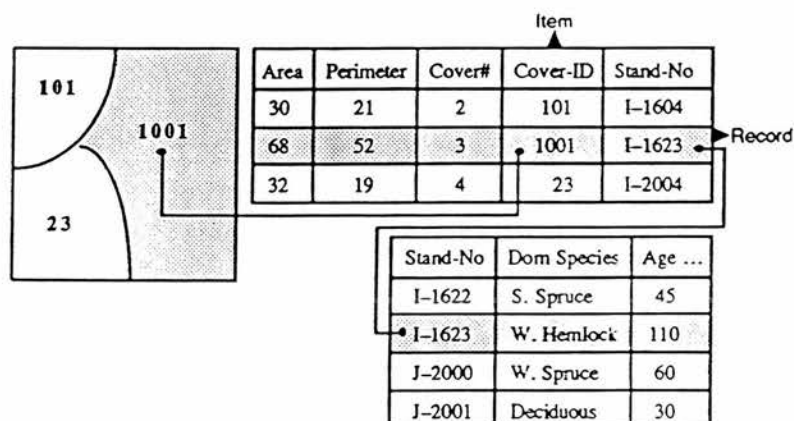 Item
101
1001
23
Area Perimeter Cover# Cover-ID Stand-No
30 21 2 101 I–1604
68 52 3 1001 I–1623
32 19 4 23 I–2004
Record
Stand-No Dom Species Age ...
I–1622 S. Spruce 45
I–1623 W. Hemlock 110
J–2000 W. Spruce 60
J–2001 Deciduous 30